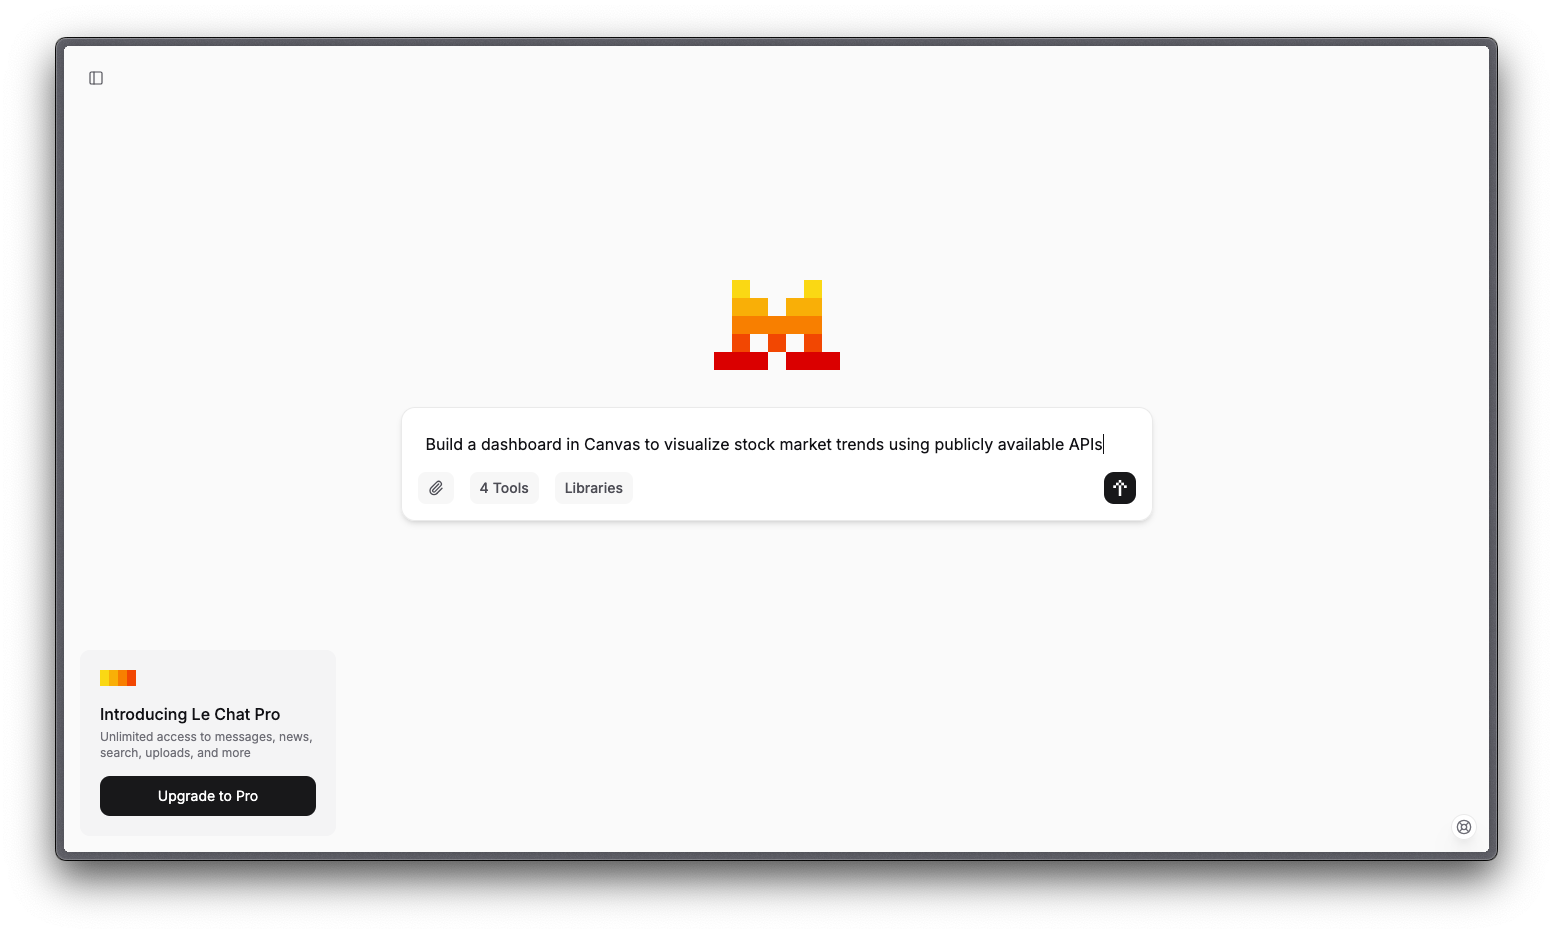 Build a dashboard in Canvas to visualize stock market trends using publicly available APIs
4 Tools
Libraries
Introducing Le Chat Pro
Unlimited access to messages, news,
search, uploads, and more
Upgrade to Pro